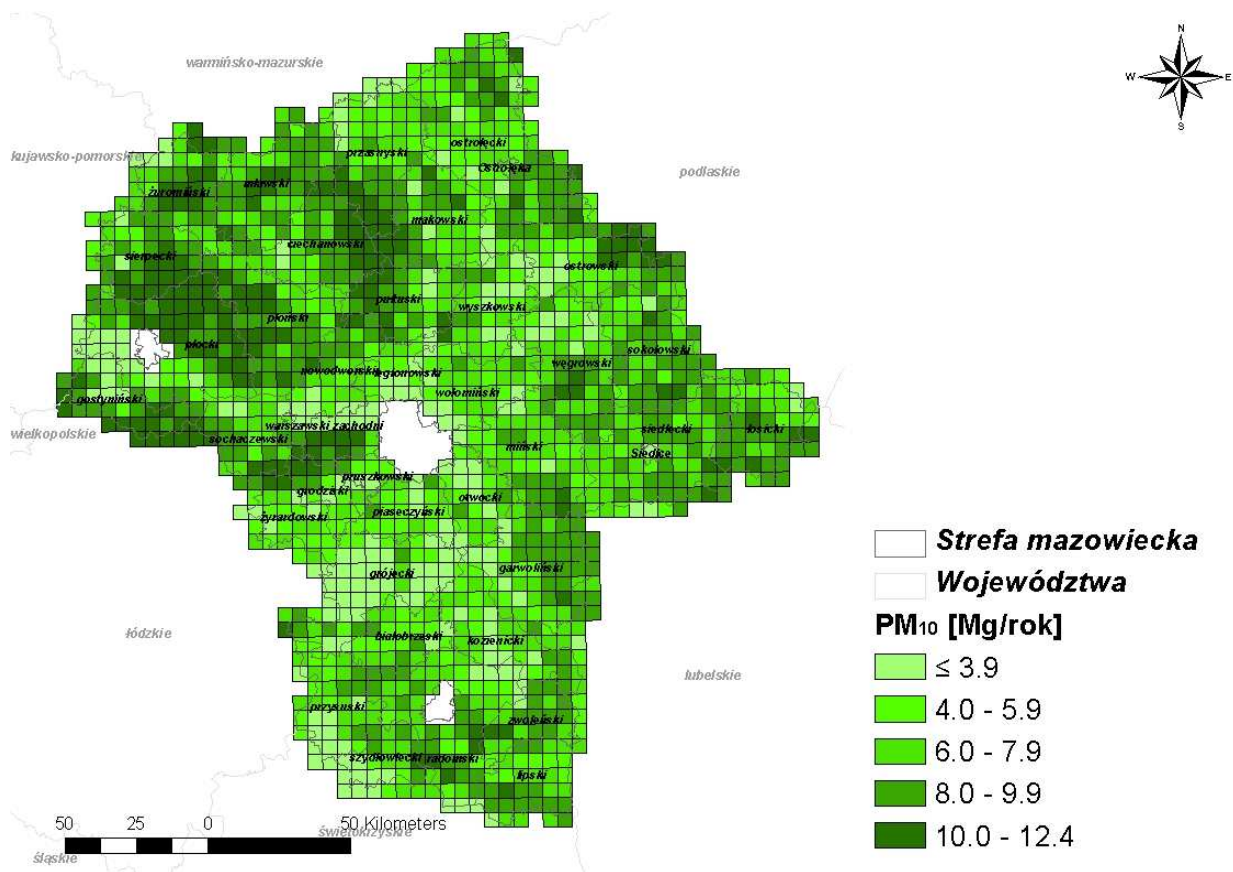 N
W E
S
warmińsko-mazurskie
kujawsko-pomorskie
podlaskie
przasnyski
ostrołęcki
Ostrołęka
żuromiński
mławski
makowski
ciechanowski
sierpecki
ostrowski
pułtuski
wyszkowski
płoński
płocki
sokołowski
węgrowski
nowodworski
legionowski
wołomiński
gostyniński
wielkopolskie
warszawski zachodni
sochaczewski
siedlecki
łosicki
miński
Siedlce
pruszkowski
grodziski
otwocki
żyrardowski
piaseczyński
grójecki
garwoliński
łódzkie
białobrzeski
kozienicki
lubelskie
przysuski
zwoleński
szydłowiecki
radomski
lipski
świętokrzyskie
śląskie
50 25 0 50 Kilometers
Strefa mazowiecka
Województwa
PM10 [Mg/rok]
≤ 3.9
4.0 - 5.9
6.0 - 7.9
8.0 - 9.9
10.0 - 12.4